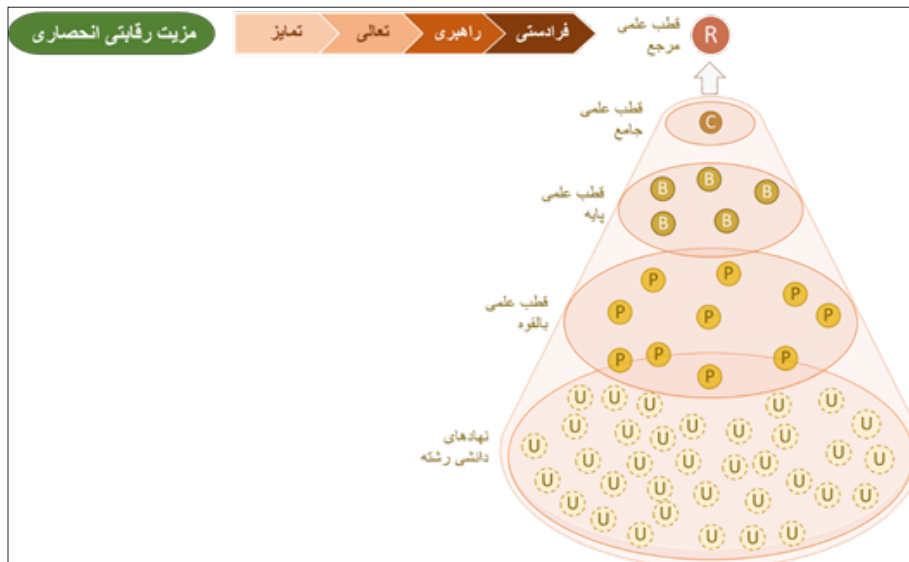 مزیت رقابتی انحصاری
فرادستی
راهبری
تعالی
تمایز
قطب علمی
مرجع
R
قطب علمی
جامع
C
قطب علمی
پایه
B B B
B B
قطب علمی
بالقوه
P P
P P P P
P P P P
نهادهای
دانشی رشته
U U U U U
U U U U U U U
U U U U U U U U
U U U U U U
U U U U
U U U U U